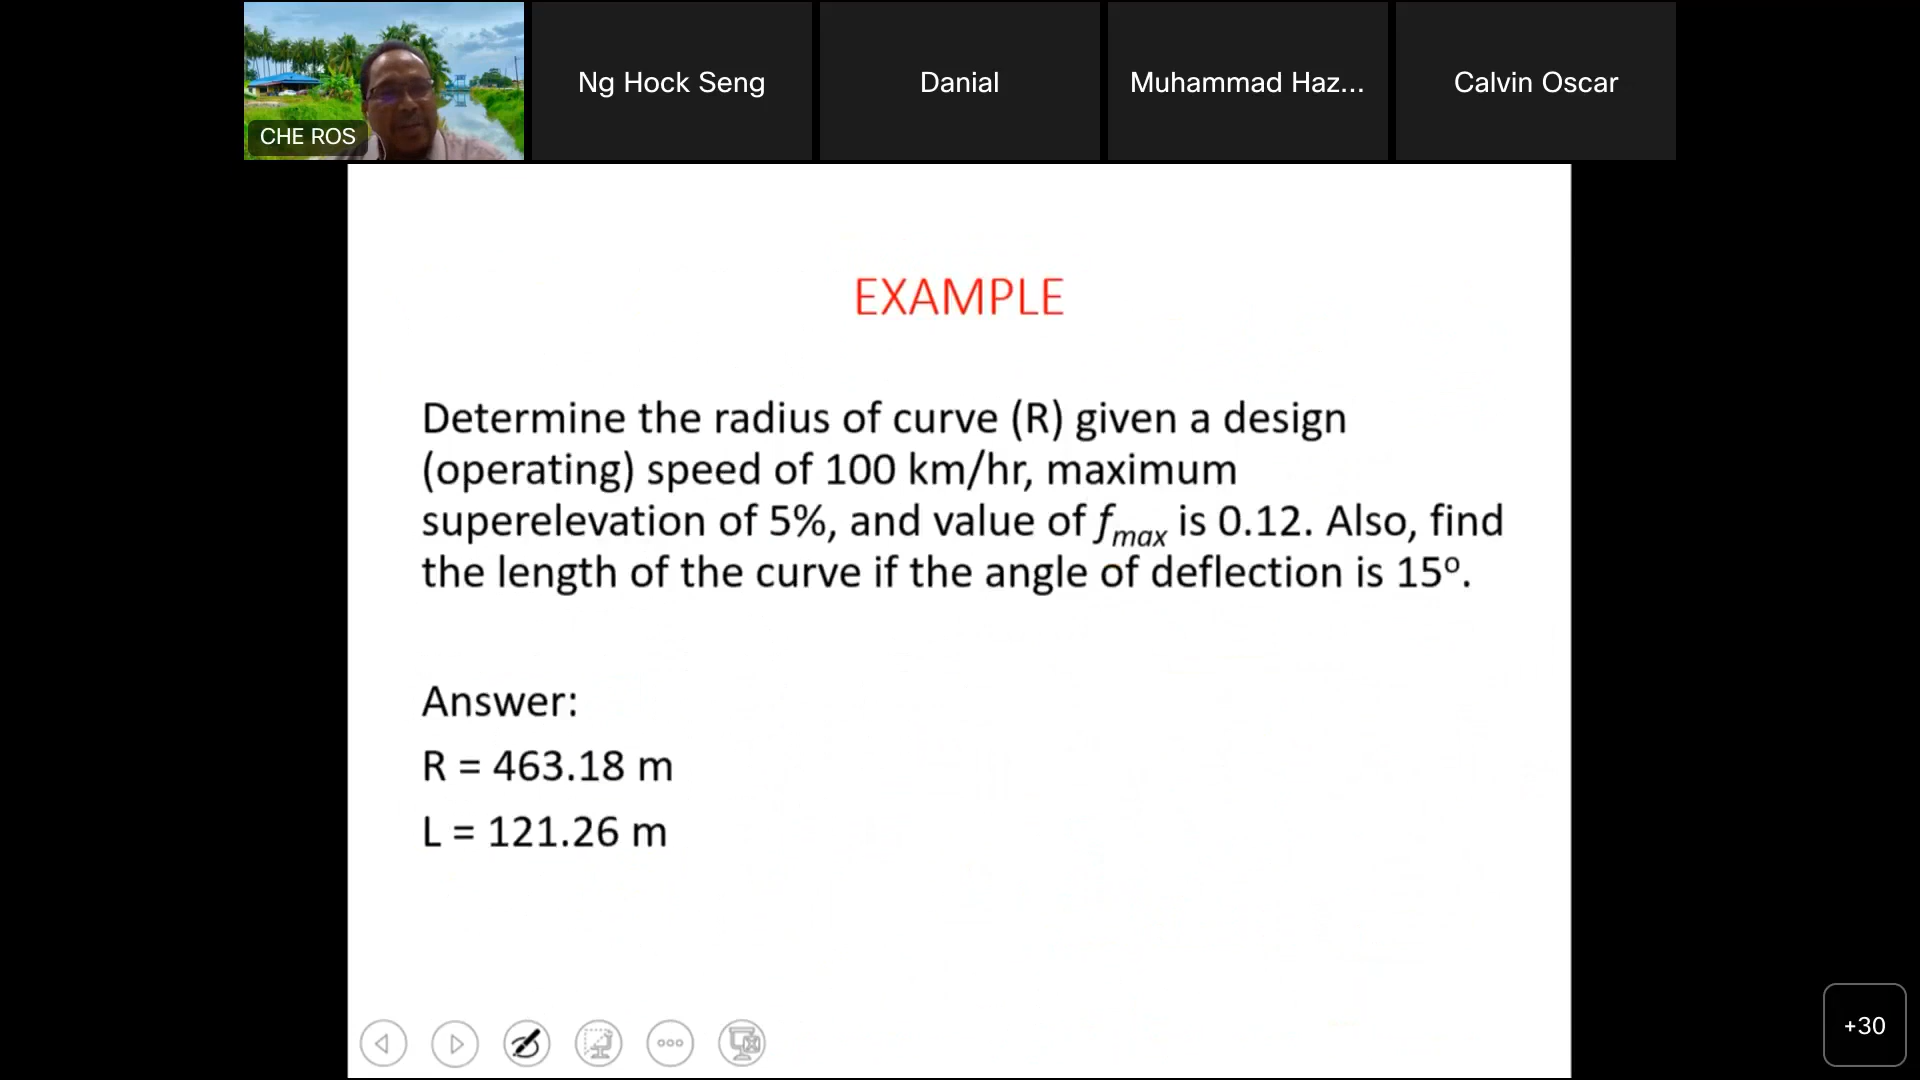 CHE ROS
Ng Hock Seng
Danial
Muhammad Haz...
Calvin Oscar
EXAMPLE
Determine the radius of curve (R) given a design
(operating) speed of 100 km/hr, maximum
superelevation of 5%, and value of fmax is 0.12. Also, find
the length of the curve if the angle of deflection is 15º.
Answer:
R = 463.18 m
L = 121.26 m
+30